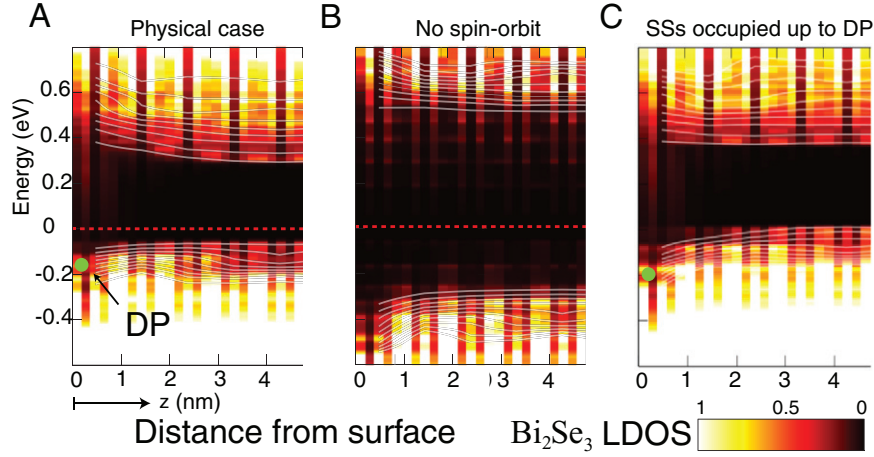 A
Physical case
B
No spin-orbit
C
SSs occupied up to DP
Energy (eV)
0.6
0.4
0.2
0
-0.2
-0.4
DP
0 1 2 3 4
0 1 2 3 4
0 1 2 3 4
z (nm)
Distance from surface
Bi₂Se₃ LDOS
1 0.5 0